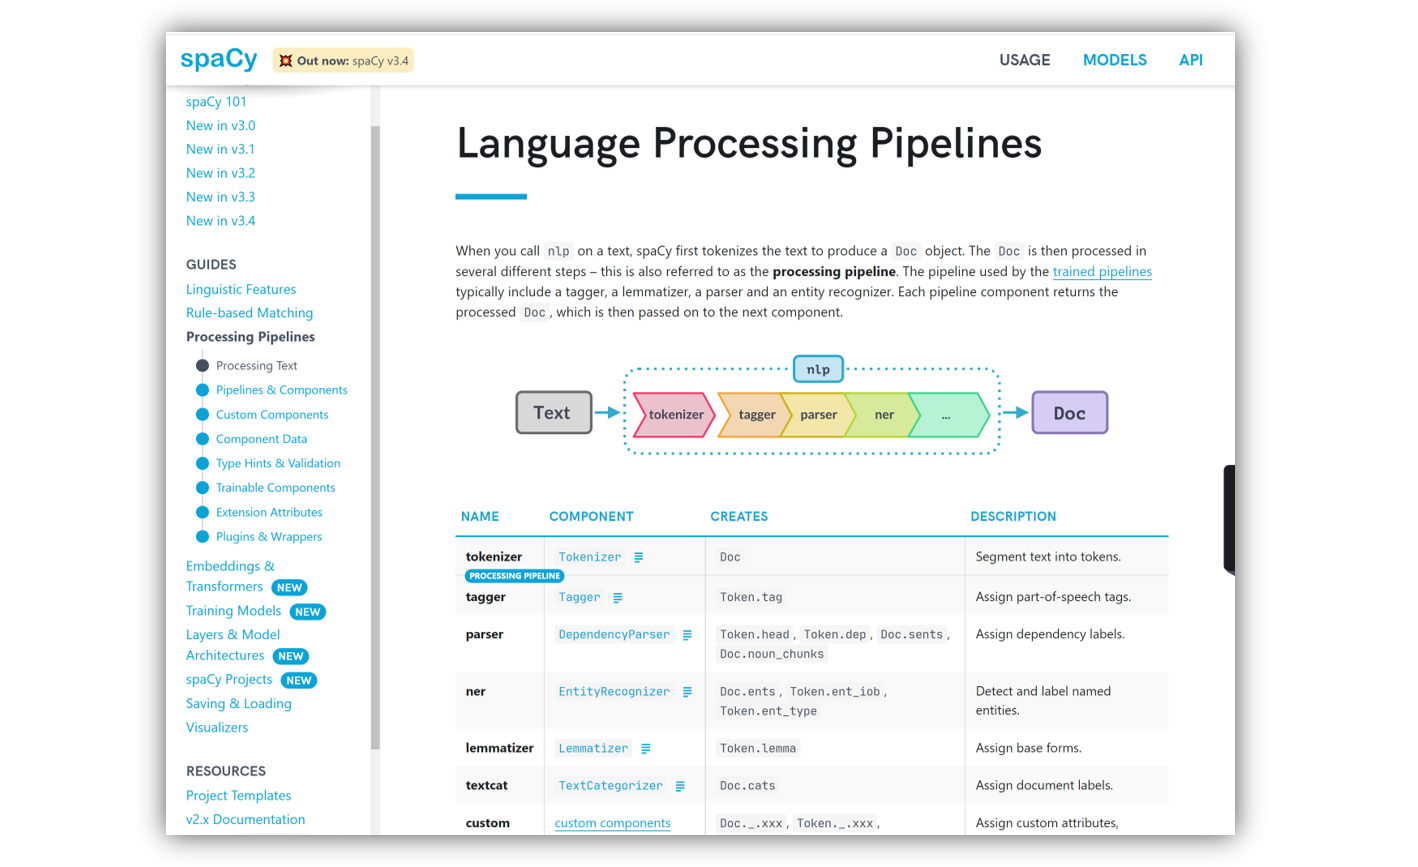 spaCy
Out now: spaCy v3.4
USAGE
MODELS
API
spaCy 101
New in v3.0
New in v3.1
New in v3.2
New in v3.3
New in v3.4
GUIDES
Linguistic Features
Rule-based Matching
Processing Pipelines
Processing Text
Pipelines & Components
Custom Components
Component Data
Type Hints & Validation
Trainable Components
Extension Attributes
Plugins & Wrappers
Embeddings &
Transformers NEW
Training Models NEW
Layers & Model
Architectures NEW
spaCy Projects NEW
Saving & Loading
Visualizers
RESOURCES
Project Templates
v2.x Documentation
Language Processing Pipelines
When you call nlp on a text, spaCy first tokenizes the text to produce a Doc object. The Doc is then processed in
several different steps – this is also referred to as the processing pipeline. The pipeline used by the trained pipelines
typically include a tagger, a lemmatizer, a parser and an entity recognizer. Each pipeline component returns the
processed Doc, which is then passed on to the next component.
nlp
Text tokenizer tagger parser ner ... Doc
NAME COMPONENT CREATES DESCRIPTION
tokenizer Tokenizer Doc Segment text into tokens.
PROCESSING PIPELINE
tagger Tagger Token.tag Assign part-of-speech tags.
parser DependencyParser Token.head, Token.dep, Doc.sents, Assign dependency labels.
Doc.noun_chunks
ner EntityRecognizer Doc.ents, Token.ent_iob, Detect and label named
Token.ent_type entities.
lemmatizer Lemmatizer Token.lemma Assign base forms.
textcat TextCategorizer Doc.cats Assign document labels.
custom custom components Doc._.xxx, Token._.xxx, Assign custom attributes,